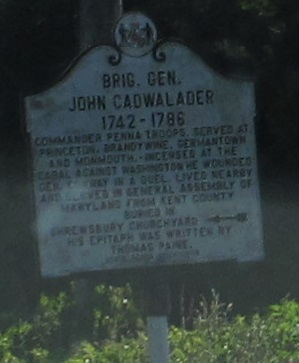 BRIG. GEN.
JOHN CADWALADER
1742-1786
COMMANDER PENNA TROOPS. SERVED AT
PRINCETON, BRANDYWINE, GERMANTOWN
AND MONMOUTH. INCENSED AT THE
CABAL AGAINST WASHINGTON HE WOUNDED
GEN. CONWAY IN A DUEL. LIVED NEARBY
AND SERVED IN GENERAL ASSEMBLY OF
MARYLAND FROM KENT COUNTY
BURIED IN
SHREWSBURY CHURCHYARD
HIS EPITAPH WAS WRITTEN BY
THOMAS PAINE.